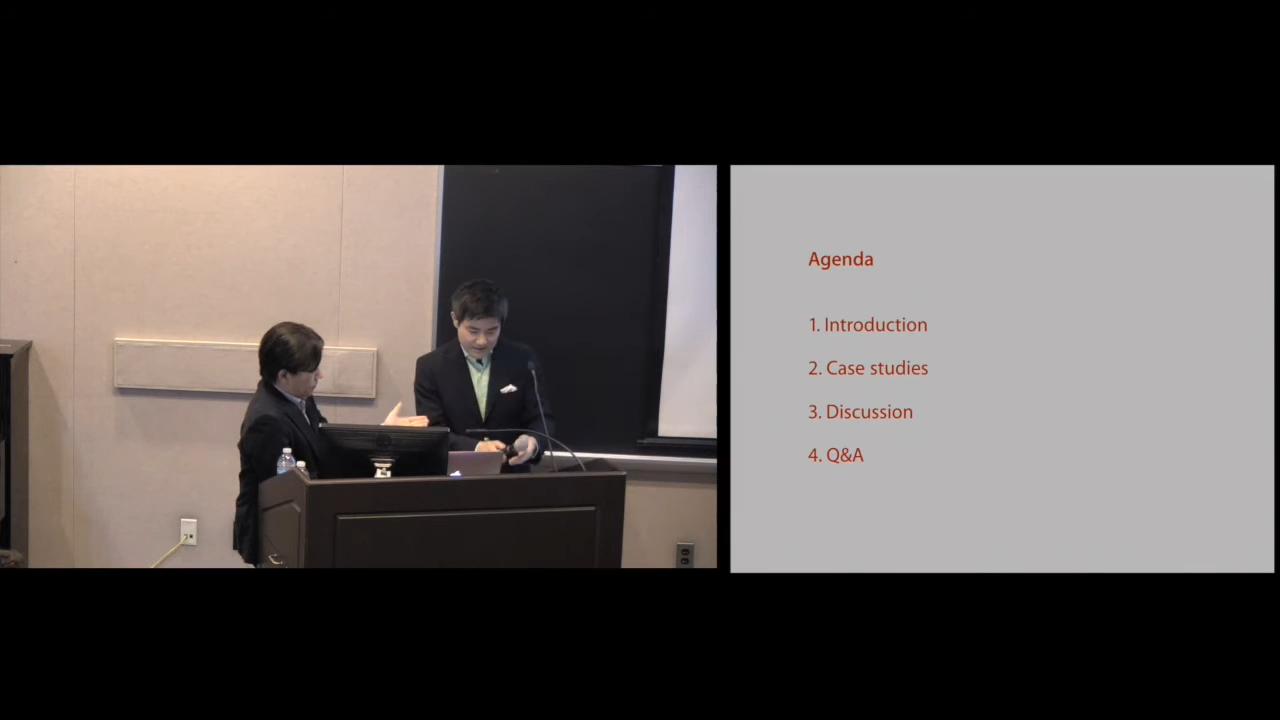 Agenda
1. Introduction
2. Case studies
3. Discussion
4. Q&A